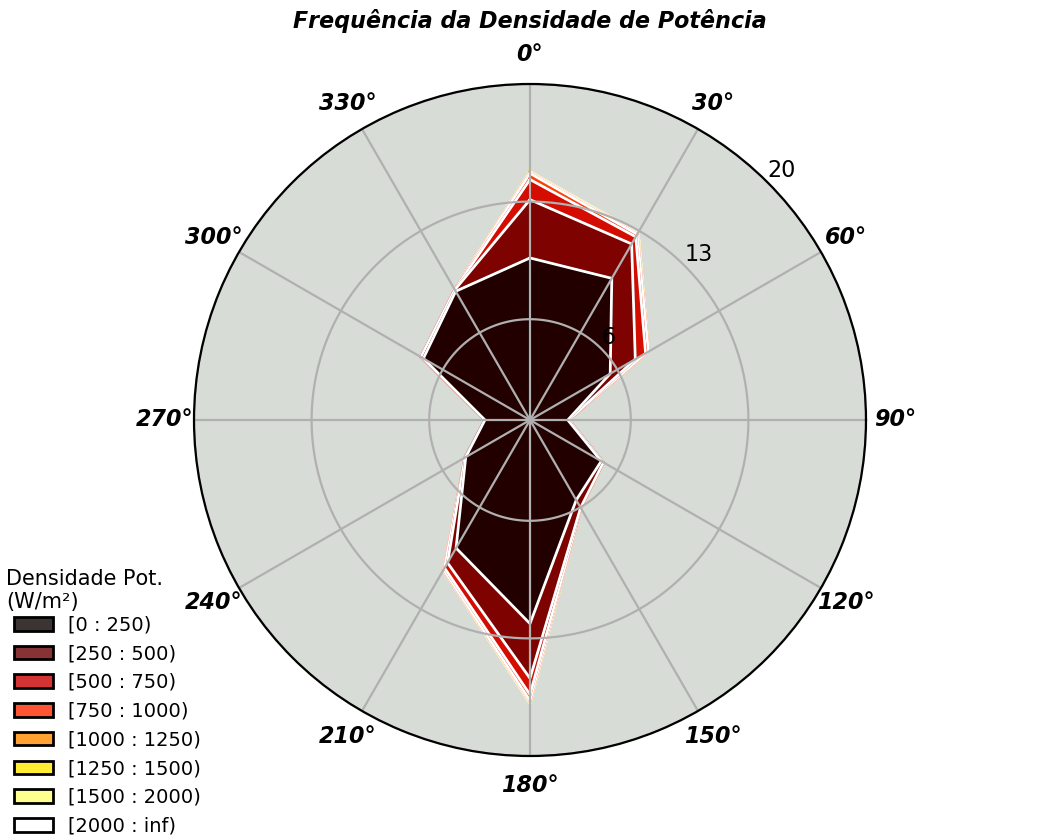 Frequência da Densidade de Potência
0°
330°
30°
20
300°
60°
13
6
270°
90°
240°
120°
210°
150°
180°
Densidade Pot.
(W/m²)
[0 : 250)
[250 : 500)
[500 : 750)
[750 : 1000)
[1000 : 1250)
[1250 : 1500)
[1500 : 2000)
[2000 : inf)